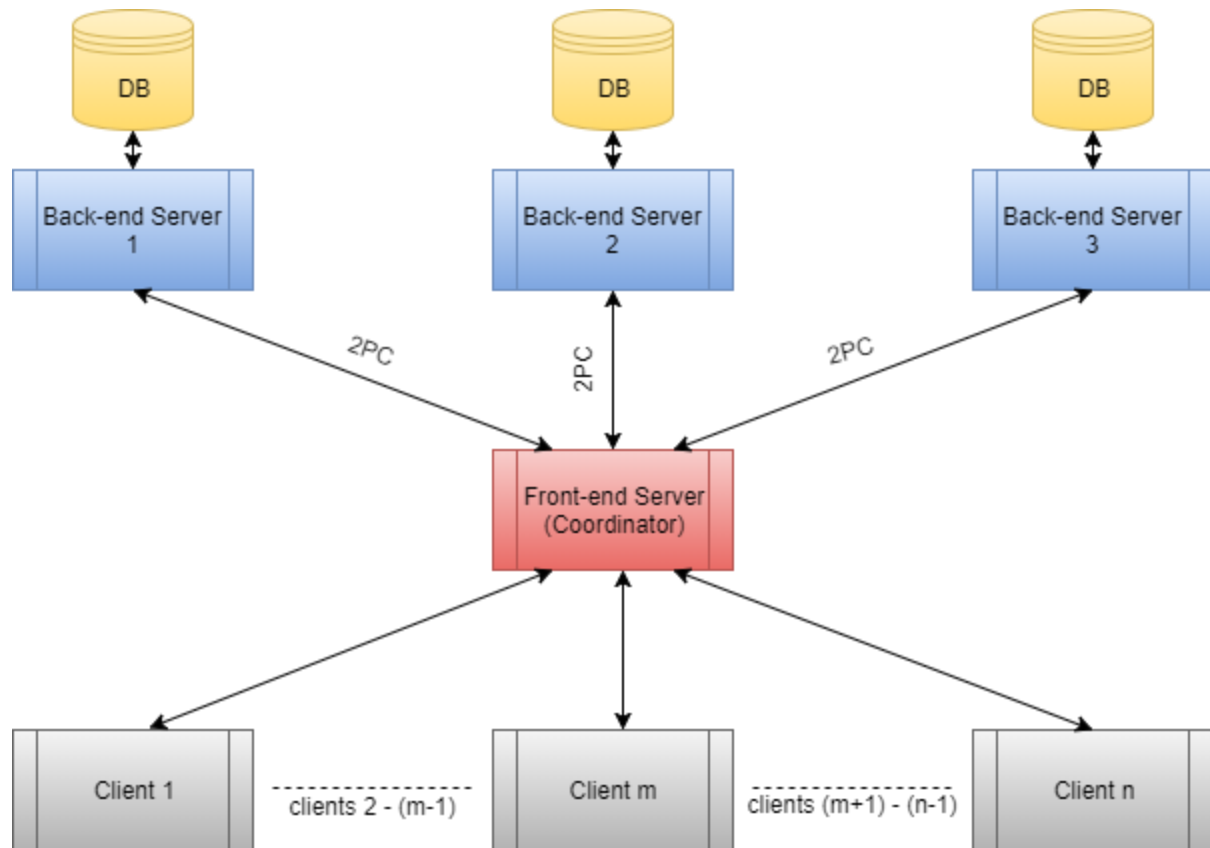 DB
DB
DB
Back-end Server
1
Back-end Server
2
Back-end Server
3
2PC
2PC
2PC
Front-end Server
(Coordinator)
Client 1
clients 2 - (m-1)
Client m
clients (m+1) - (n-1)
Client n